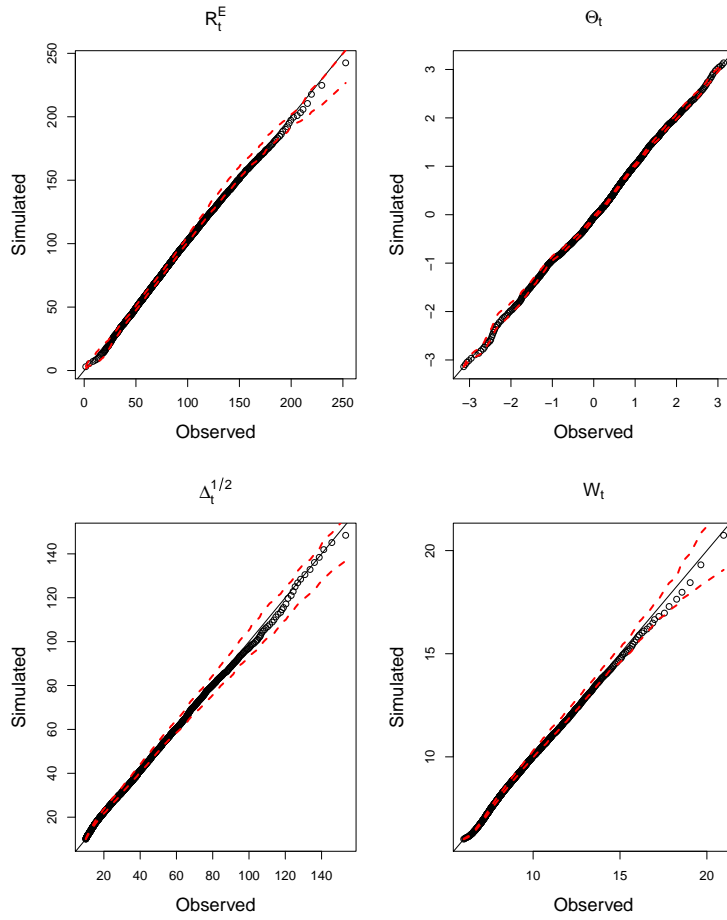 R_t^E
250
200
150
100
50
0
Simulated
0 50 100 150 200 250
Observed
Θ_t
3
2
1
0
−1
−2
−3
Simulated
−3 −2 −1 0 1 2 3
Observed
Δ_t^{1/2}
140
120
100
80
60
40
20
Simulated
20 40 60 80 100 120 140
Observed
W_t
20
15
10
Simulated
10 15 20
Observed